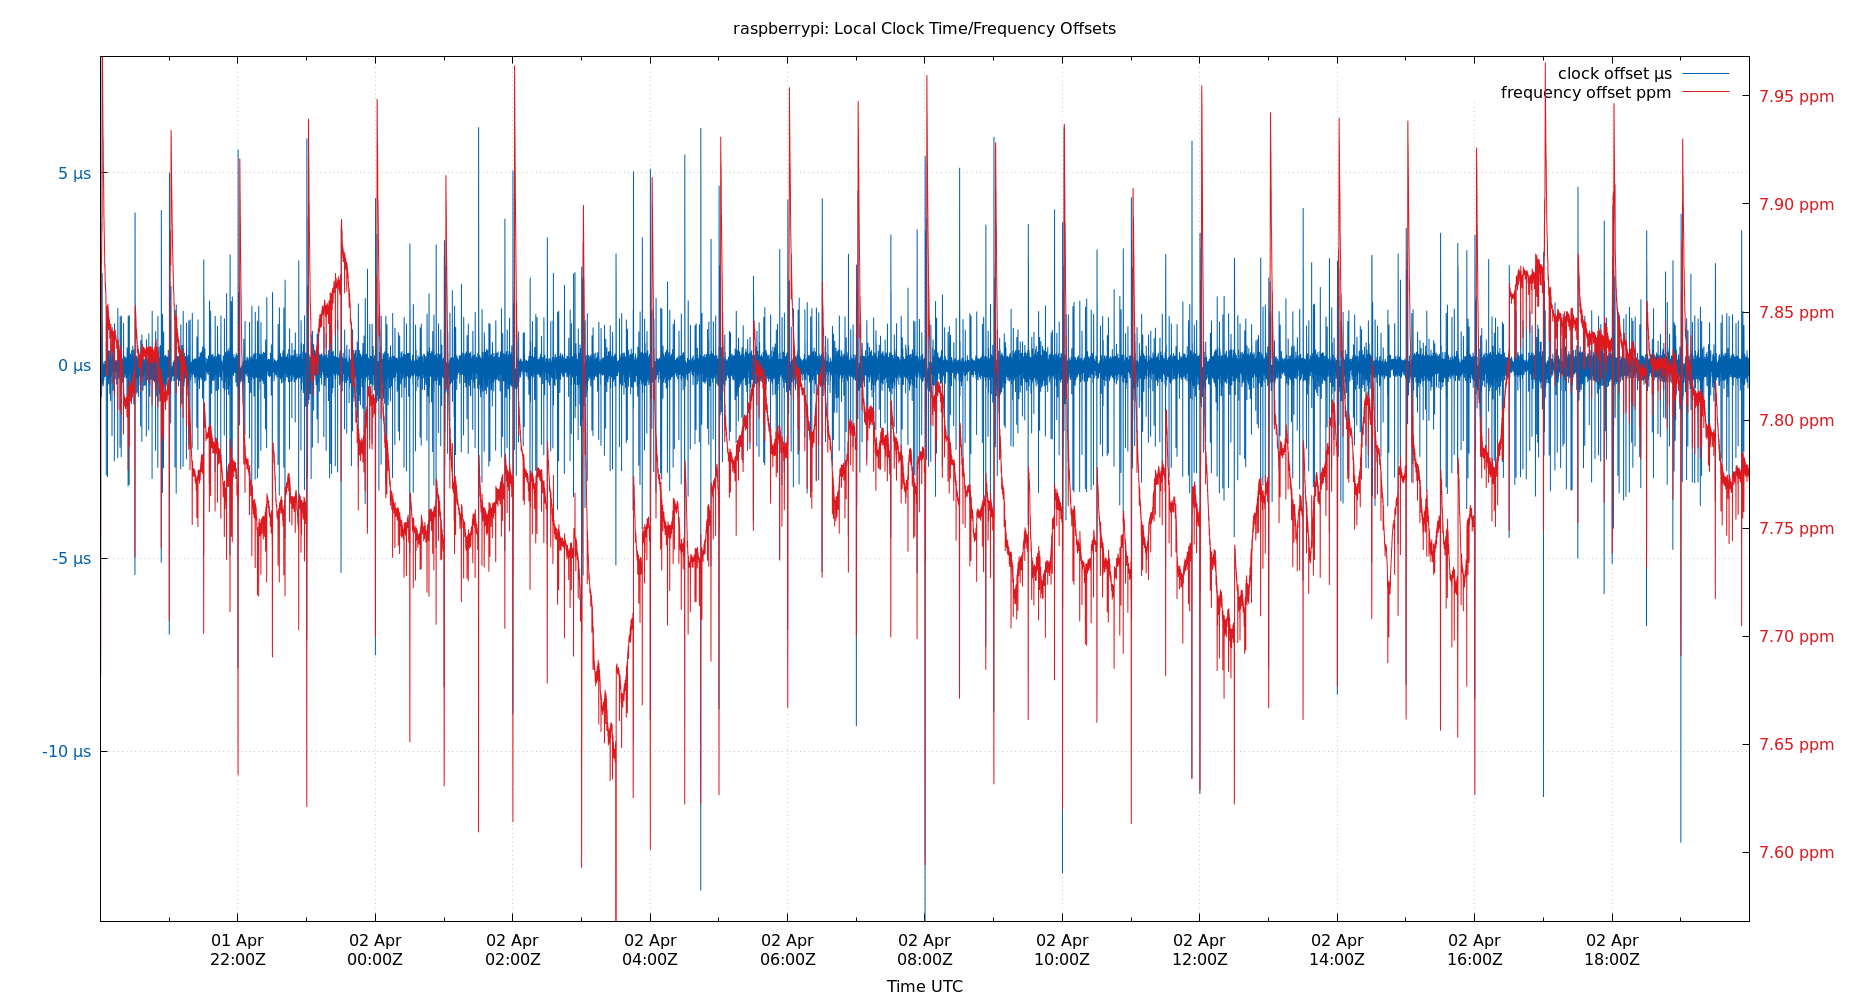 raspberrypi: Local Clock Time/Frequency Offsets
clock offset µs
frequency offset ppm
5 µs
0 µs
-5 µs
-10 µs
7.95 ppm
7.90 ppm
7.85 ppm
7.80 ppm
7.75 ppm
7.70 ppm
7.65 ppm
7.60 ppm
01 Apr 02 Apr 02 Apr 02 Apr 02 Apr 02 Apr 02 Apr 02 Apr 02 Apr 02 Apr 02 Apr
22:00Z 00:00Z 02:00Z 04:00Z 06:00Z 08:00Z 10:00Z 12:00Z 14:00Z 16:00Z 18:00Z
Time UTC